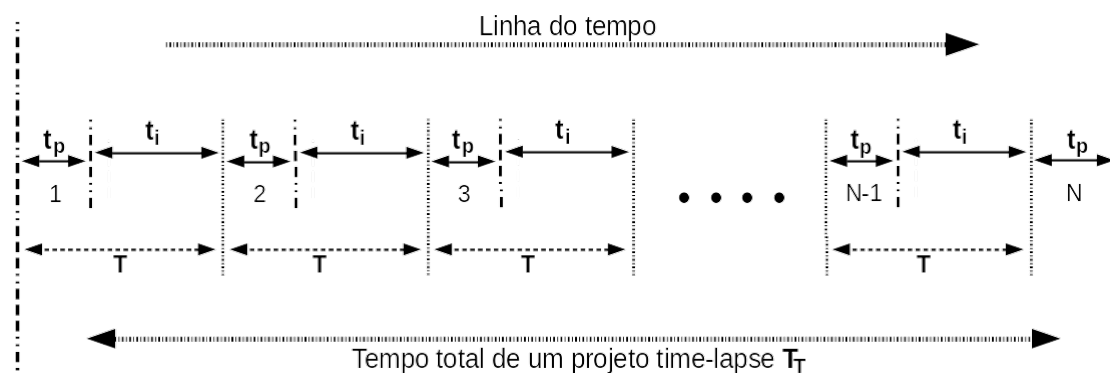 Linha do tempo
tp ti tp ti tp ti tp ti tp
1 2 3 N-1 N
T T T T
Tempo total de um projeto time-lapse TT